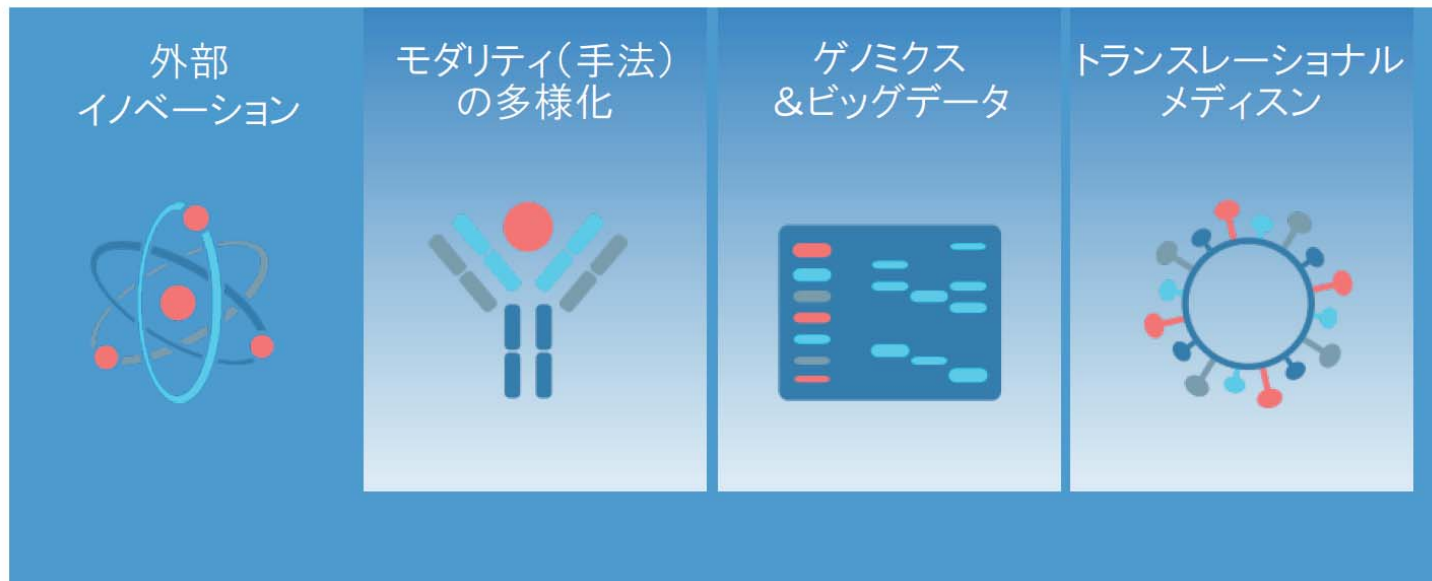 外部
イノベーション
モダリティ(手法)
の多様化
ゲノミクス
&ビッグデータ
トランスレーショナル
メディスン